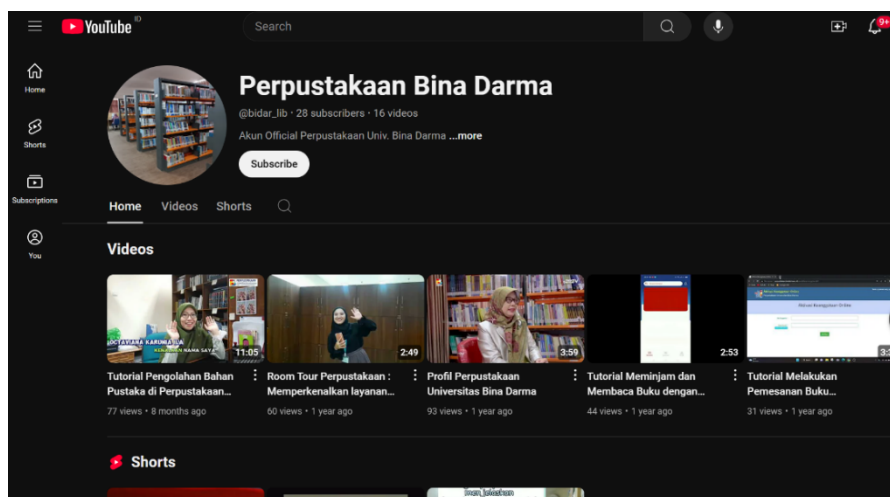 YouTube ID
Search
9+
Home
Shorts
Subscriptions
You
Perpustakaan Bina Darma
@bidar_lib · 28 subscribers · 16 videos
Akun Official Perpustakaan Univ. Bina Darma ...more
Subscribe
Home Videos Shorts
Videos
OCTAVIANA KARUNIA
NAMA SAYA
11:05
2:49
3:59
2:53
Tutorial Pengolahan Bahan
Pustaka di Perpustakaan...
77 views • 8 months ago
Room Tour Perpustakaan :
Memperkenalkan layanan...
60 views • 1 year ago
Profil Perpustakaan
Universitas Bina Darma
93 views • 1 year ago
Tutorial Meminjam dan
Membaca Buku dengan...
44 views • 1 year ago
Tutorial Melakukan
Pemesanan Buku...
31 views • 1 year ago
Shorts